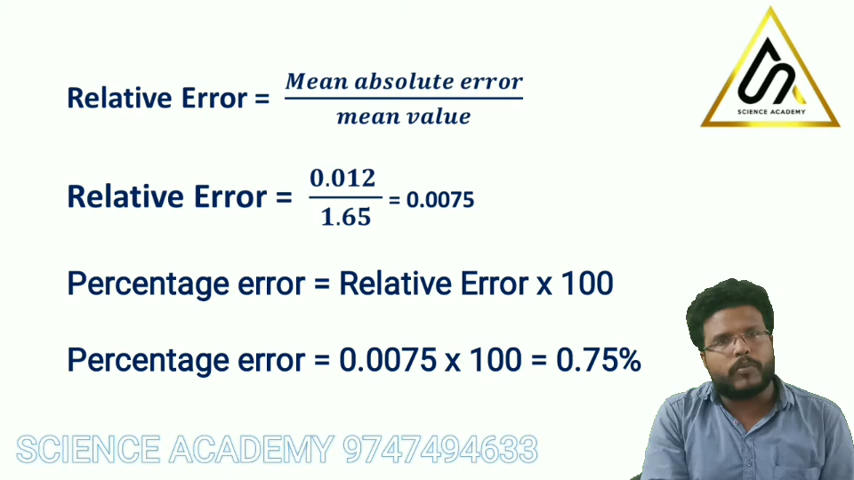 Relative Error = Mean absolute error / mean value
SCIENCE ACADEMY
Relative Error = 0.012 / 1.65 = 0.0075
Percentage error = Relative Error x 100
Percentage error = 0.0075 x 100 = 0.75%
SCIENCE ACADEMY 9747494633